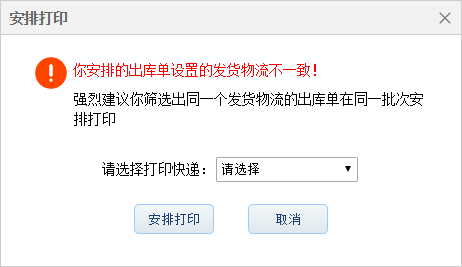 安排打印
你安排的出库单设置的发货物流不一致！
强烈建议你筛选出同一个发货物流的出库单在同一批次安
排打印
请选择打印快递： 请选择
安排打印 取消